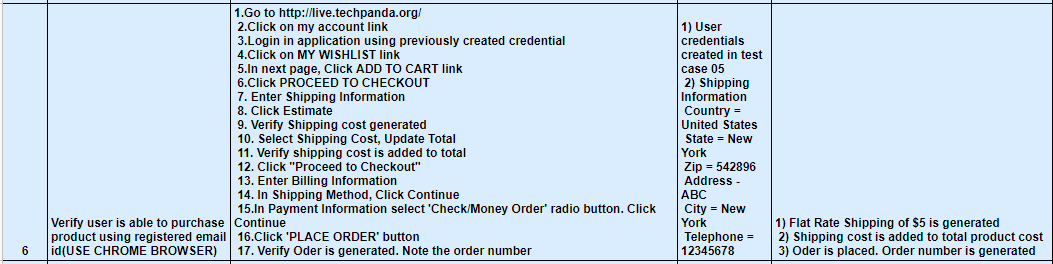 6
Verify user is able to purchase
product using registered email
id(USE CHROME BROWSER)
1.Go to http://live.techpanda.org/
2.Click on my account link
3.Login in application using previously created credential
4.Click on MY WISHLIST link
5.In next page, Click ADD TO CART link
6.Click PROCEED TO CHECKOUT
7. Enter Shipping Information
8. Click Estimate
9. Verify Shipping cost generated
10. Select Shipping Cost, Update Total
11. Verify shipping cost is added to total
12. Click "Proceed to Checkout"
13. Enter Billing Information
14. In Shipping Method, Click Continue
15.In Payment Information select 'Check/Money Order' radio button. Click
Continue
16.Click 'PLACE ORDER' button
17. Verify Oder is generated. Note the order number
1) User
credentials
created in test
case 05
2) Shipping
Information
Country =
United States
State = New
York
Zip = 542896
Address -
ABC
City = New
York
Telephone =
12345678
1) Flat Rate Shipping of $5 is generated
2) Shipping cost is added to total product cost
3) Oder is placed. Order number is generated